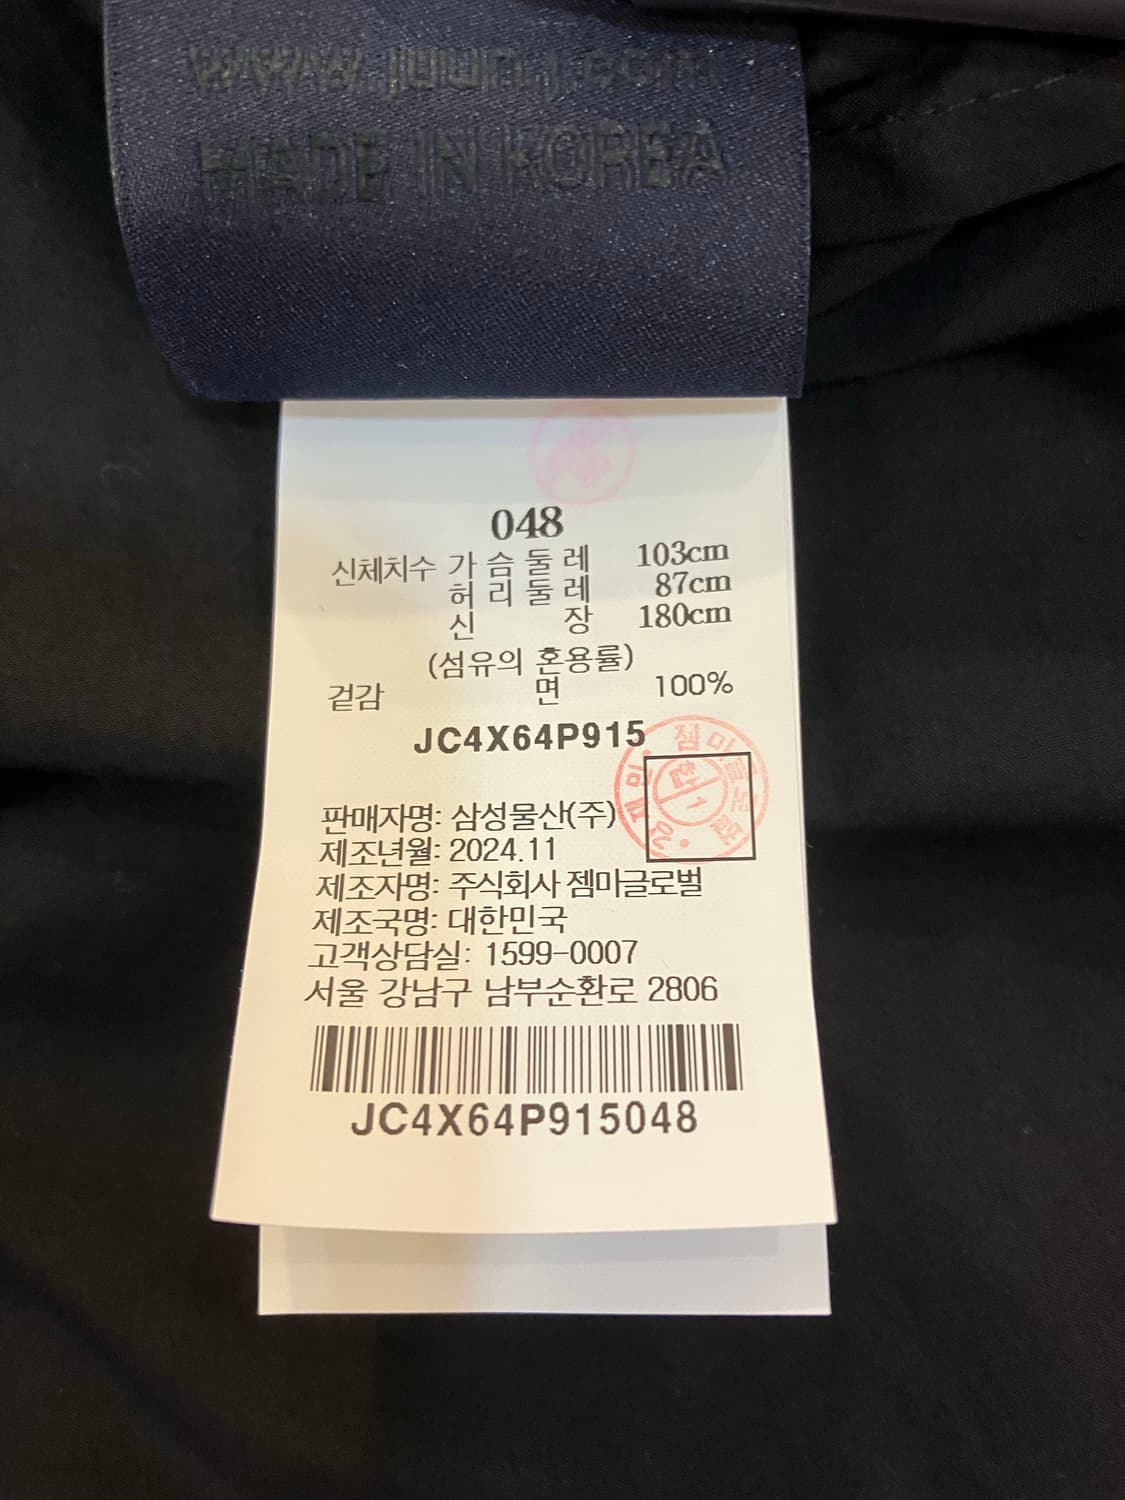 www.juunj.com
MADE IN KOREA
048
신체치수 가슴둘레 103cm
허리둘레 87cm
신 장 180cm
(섬유의 혼용률)
겉감 면 100%
JC4X64P915
판매자명: 삼성물산(주)
제조년월: 2024.11
제조자명: 주식회사 젬마글로벌
제조국명: 대한민국
고객상담실: 1599-0007
서울 강남구 남부순환로 2806
JC4X64P915048